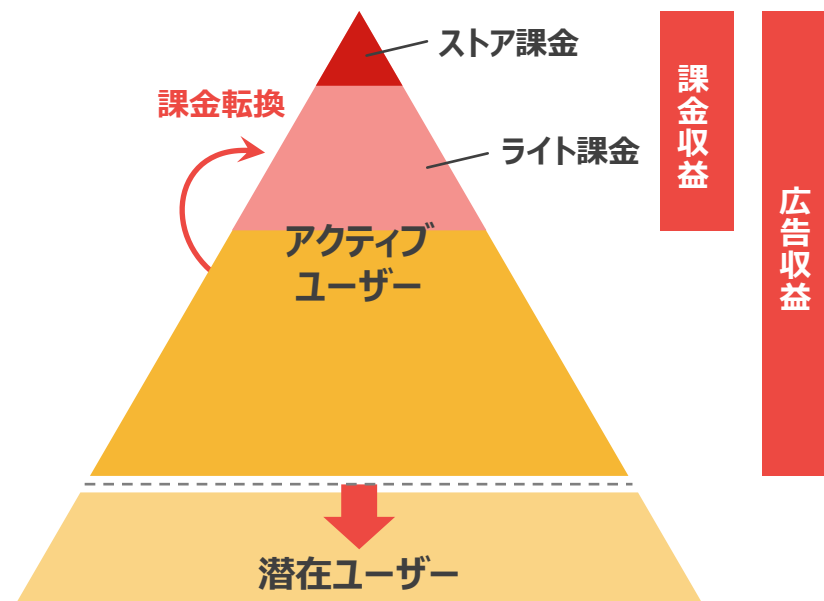 ストア課金
課金転換
ライト課金
課金収益
広告収益
アクティブ
ユーザー
潜在ユーザー